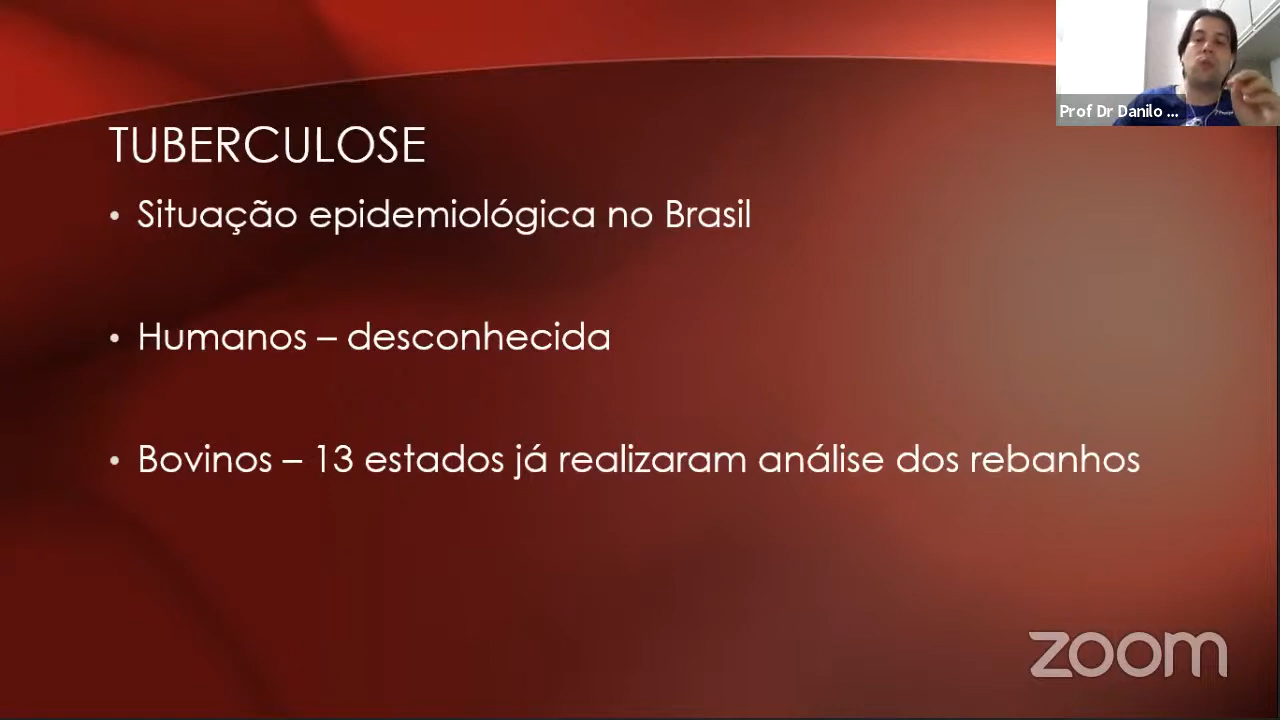 Prof Dr Danilo ...
TUBERCULOSE
• Situação epidemiológica no Brasil
• Humanos – desconhecida
• Bovinos – 13 estados já realizaram análise dos rebanhos
zoom